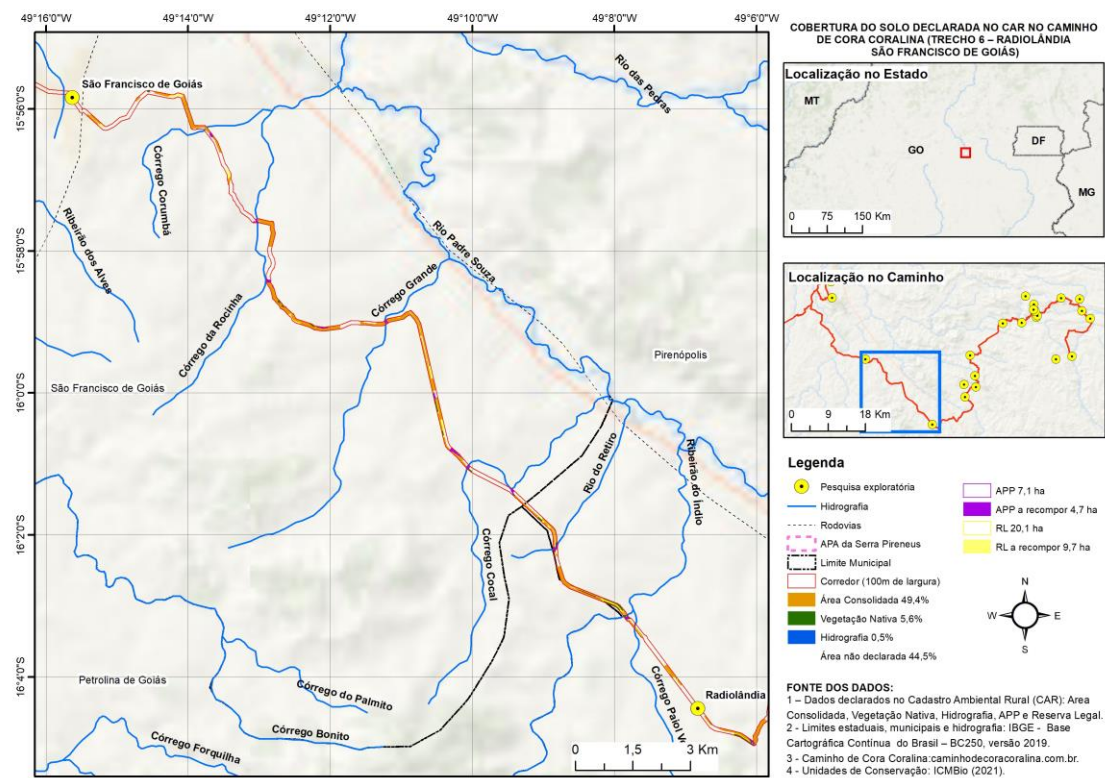 49°16'0"W
49°14'0"W
49°12'0"W
49°10'0"W
49°8'0"W
49°6'0"W
15°56'0"S
15°58'0"S
16°0'0"S
16°2'0"S
16°4'0"S
São Francisco de Goiás
Rio das Pedras
Córrego Corumbá
Ribeirão dos Alves
Rio Padre Souza
Córrego Grande
Córrego da Rocinha
Pirenópolis
São Francisco de Goiás
Rio do Retiro
Ribeirão do Índio
Córrego Cocal
Petrolina de Goiás
Córrego do Palmito
Radiolândia
Córrego Paiol
Córrego Bonito
Córrego Forquilha
0 1,5 3 Km
COBERTURA DO SOLO DECLARADA NO CAR NO CAMINHO
DE CORA CORALINA (TRECHO 6 – RADIOLÂNDIA
SÃO FRANCISCO DE GOIÁS)
Localização no Estado
MT
GO
DF
MG
0 75 150 Km
Localização no Caminho
0 9 18 Km
Legenda
Pesquisa exploratória
Hidrografia
Rodovias
APA da Serra Pireneus
Limite Municipal
Corredor (100m de largura)
Área Consolidada 49,4%
Vegetação Nativa 5,6%
Hidrografia 0,5%
Área não declarada 44,5%
APP 7,1 ha
APP a recompor 4,7 ha
RL 20,1 ha
RL a recompor 9,7 ha
N
W E
S
FONTE DOS DADOS:
1 – Dados declarados no Cadastro Ambiental Rural (CAR): Área
Consolidada, Vegetação Nativa, Hidrografia, APP e Reserva Legal.
2 - Limites estaduais, municipais e hidrografia: IBGE - Base
Cartográfica Contínua do Brasil – BC250, versão 2019.
3 - Caminho de Cora Coralina:caminhodecoracoralina.com.br.
4 - Unidades de Conservação: ICMBio (2021).